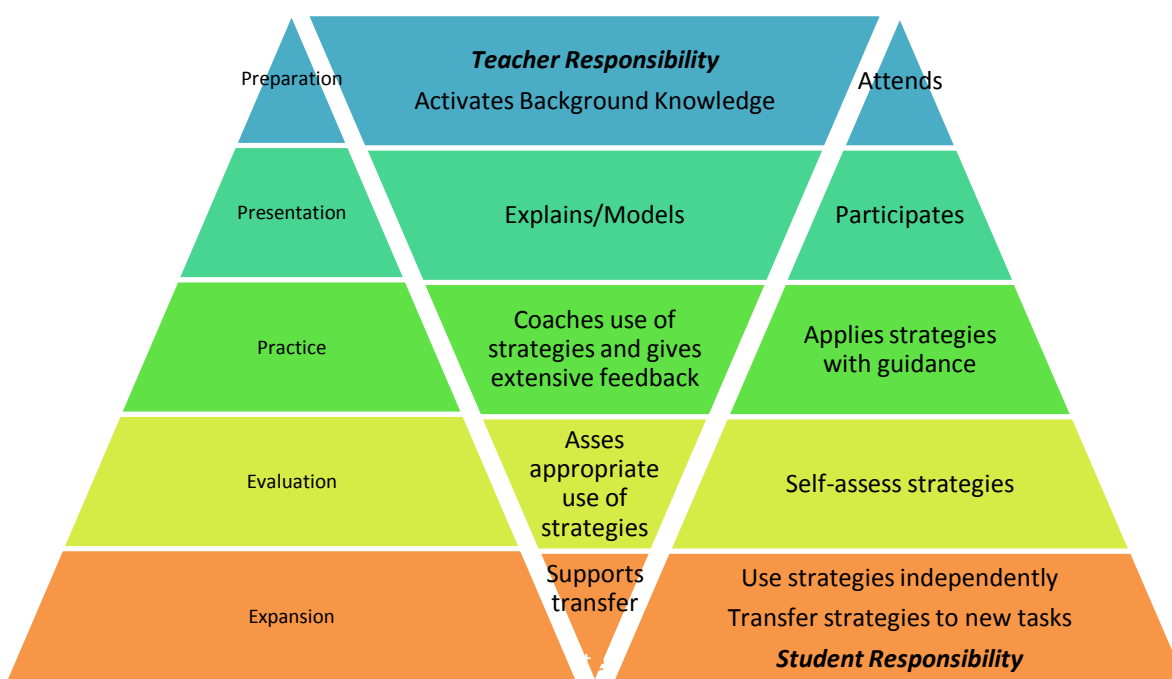 Preparation
Teacher Responsibility
Activates Background Knowledge
Attends
Presentation
Explains/Models
Participates
Practice
Coaches use of
strategies and gives
extensive feedback
Applies strategies
with guidance
Evaluation
Asses
appropriate
use of
strategies
Self-assess strategies
Expansion
Supports
transfer
Use strategies independently
Transfer strategies to new tasks
Student Responsibility